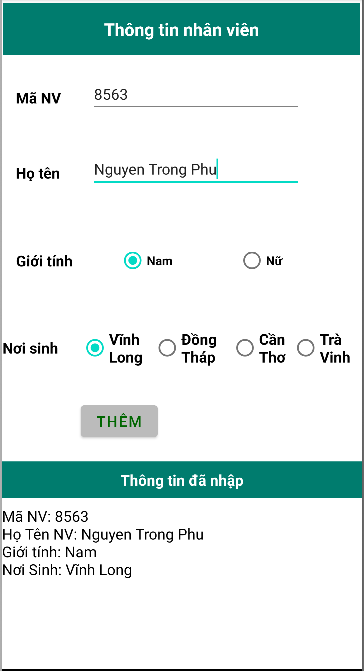 Thông tin nhân viên
Mã NV 8563
Họ tên Nguyen Trong Phu
Giới tính Nam Nữ
Nơi sinh Vĩnh Long Đồng Tháp Cần Thơ Trà Vinh
THÊM
Thông tin đã nhập
Mã NV: 8563
Họ Tên NV: Nguyen Trong Phu
Giới tính: Nam
Nơi Sinh: Vĩnh Long